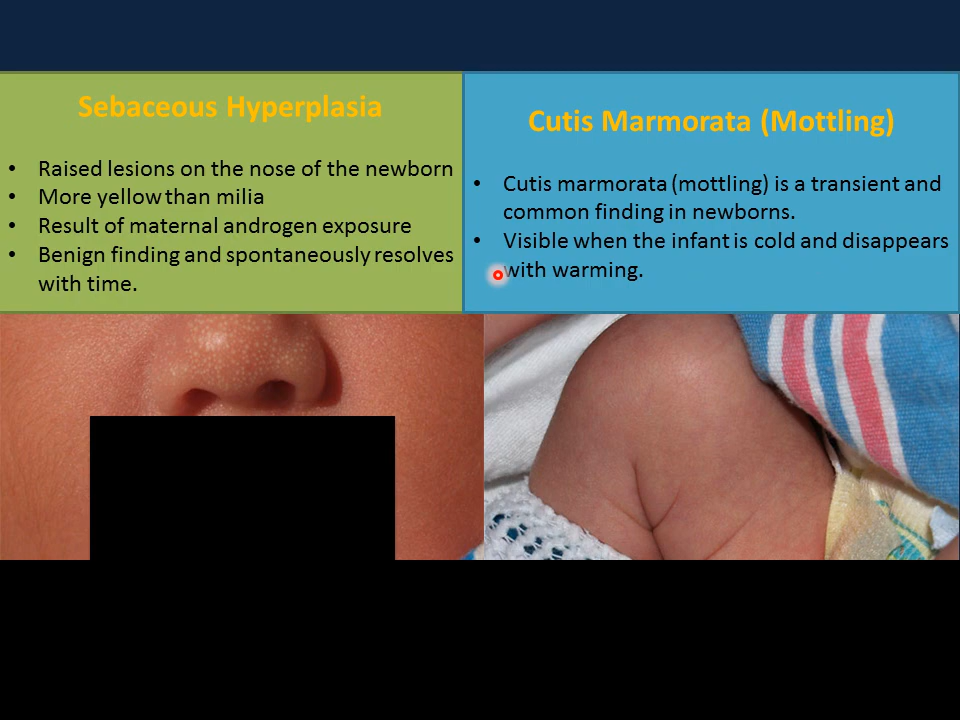 Sebaceous Hyperplasia
• Raised lesions on the nose of the newborn
• More yellow than milia
• Result of maternal androgen exposure
• Benign finding and spontaneously resolves
with time.
Cutis Marmorata (Mottling)
• Cutis marmorata (mottling) is a transient and
common finding in newborns.
• Visible when the infant is cold and disappears
with warming.